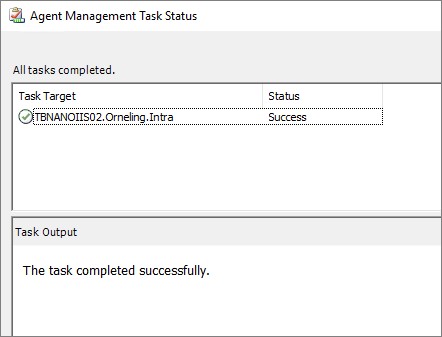 Agent Management Task Status
All tasks completed.
Task Target Status
TBNANOIIS02.Orneling.Intra Success
Task Output
The task completed successfully.